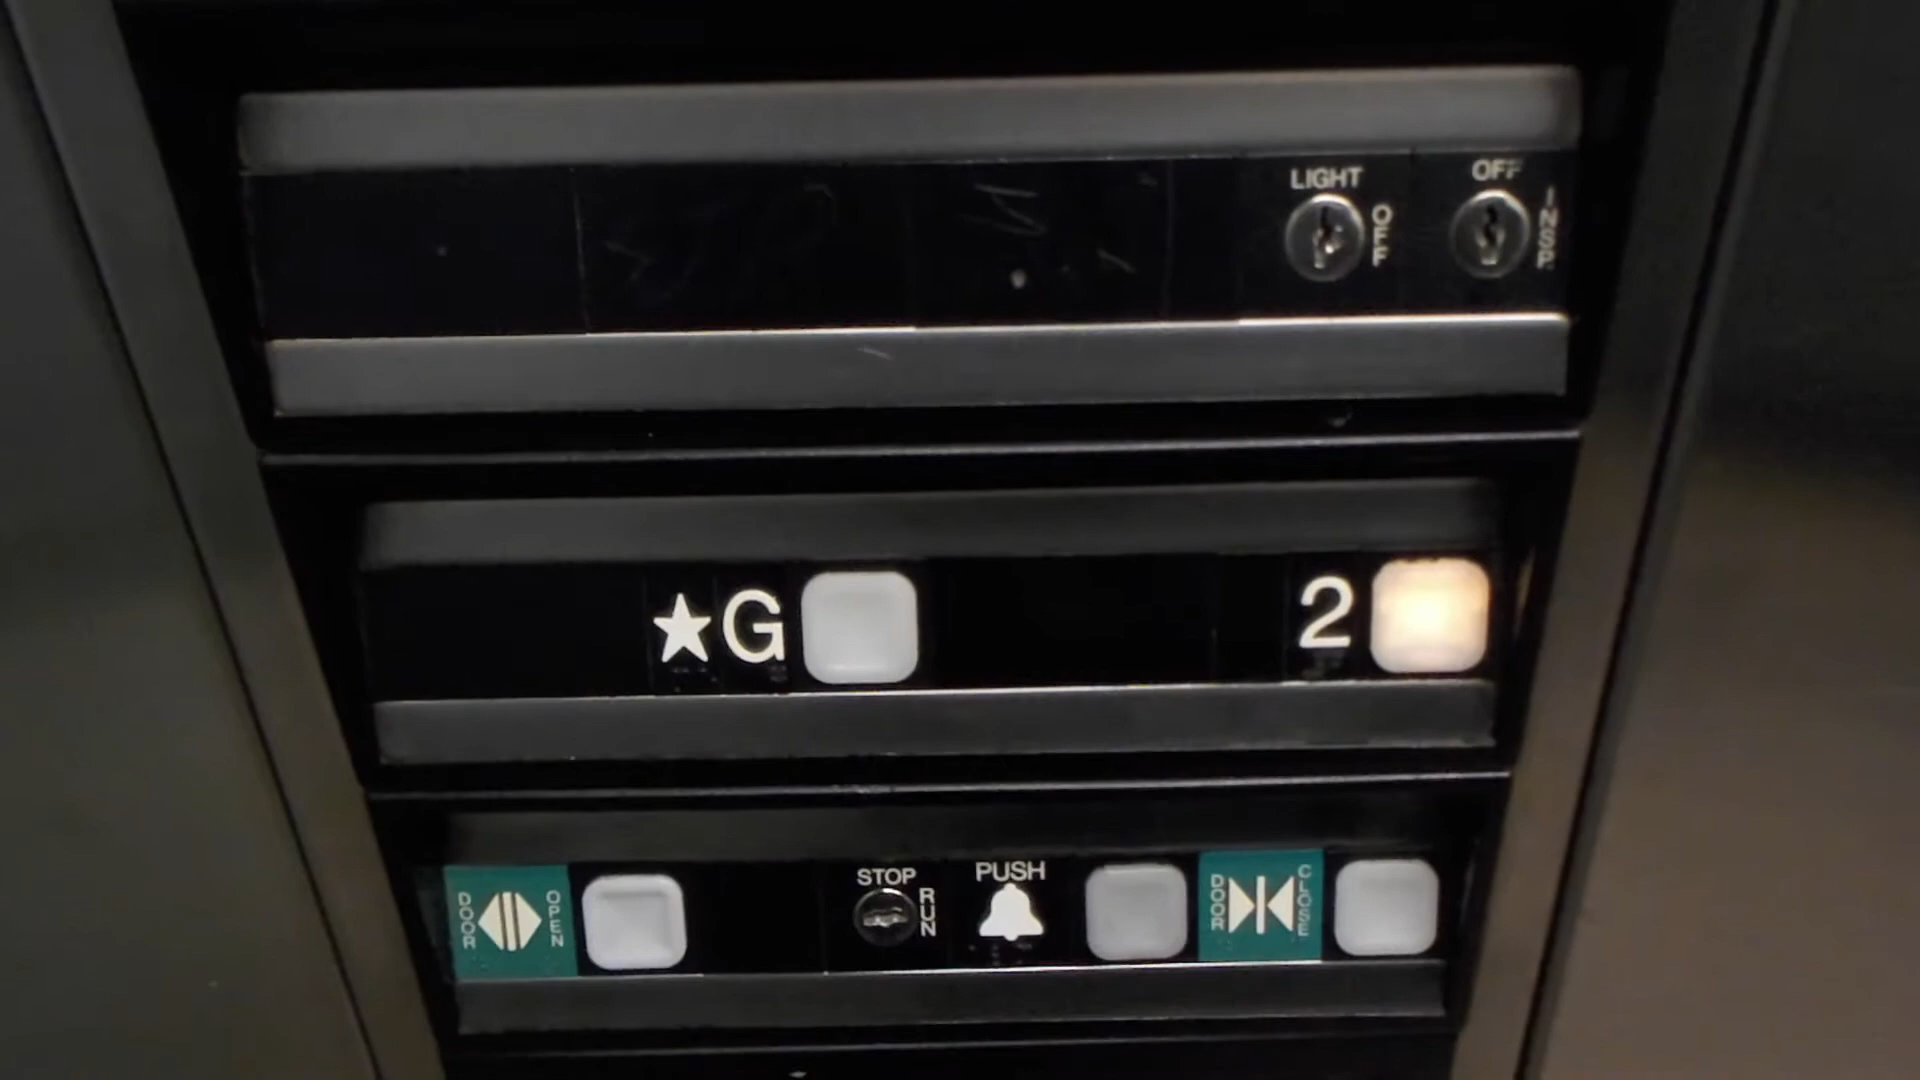 LIGHT
OFF
OFF
INSP.
★G
2
DOOR
OPEN
STOP
RUN
PUSH
DOOR
CLOSE